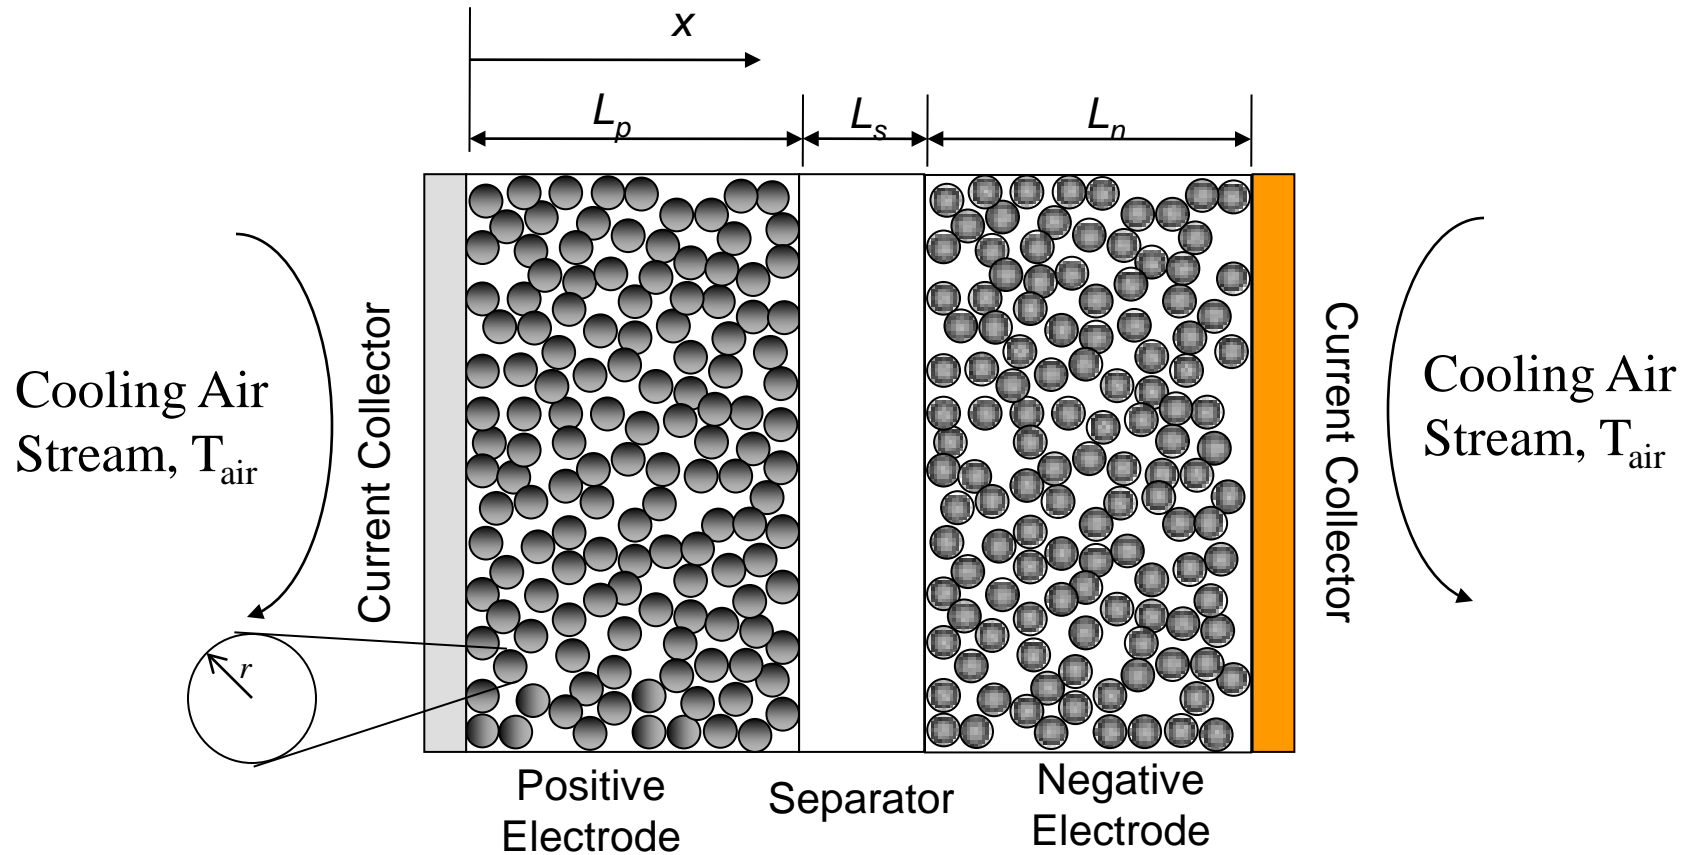 x
Lp
Ls
Ln
Cooling Air
Stream, Tair
Current Collector
Current Collector
Cooling Air
Stream, Tair
r
Positive
Electrode
Separator
Negative
Electrode